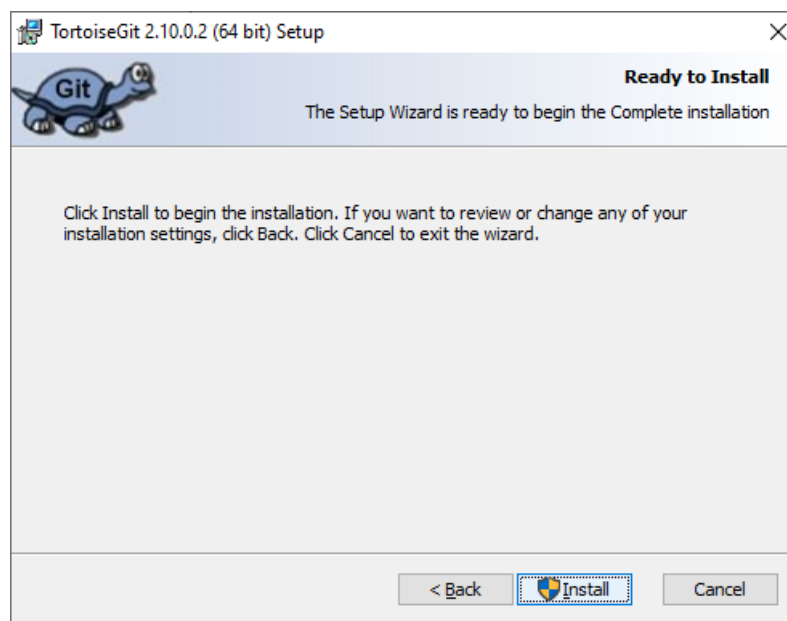 TortoiseGit 2.10.0.2 (64 bit) Setup
Git
Ready to Install
The Setup Wizard is ready to begin the Complete installation
Click Install to begin the installation. If you want to review or change any of your
installation settings, click Back. Click Cancel to exit the wizard.
< Back Install Cancel